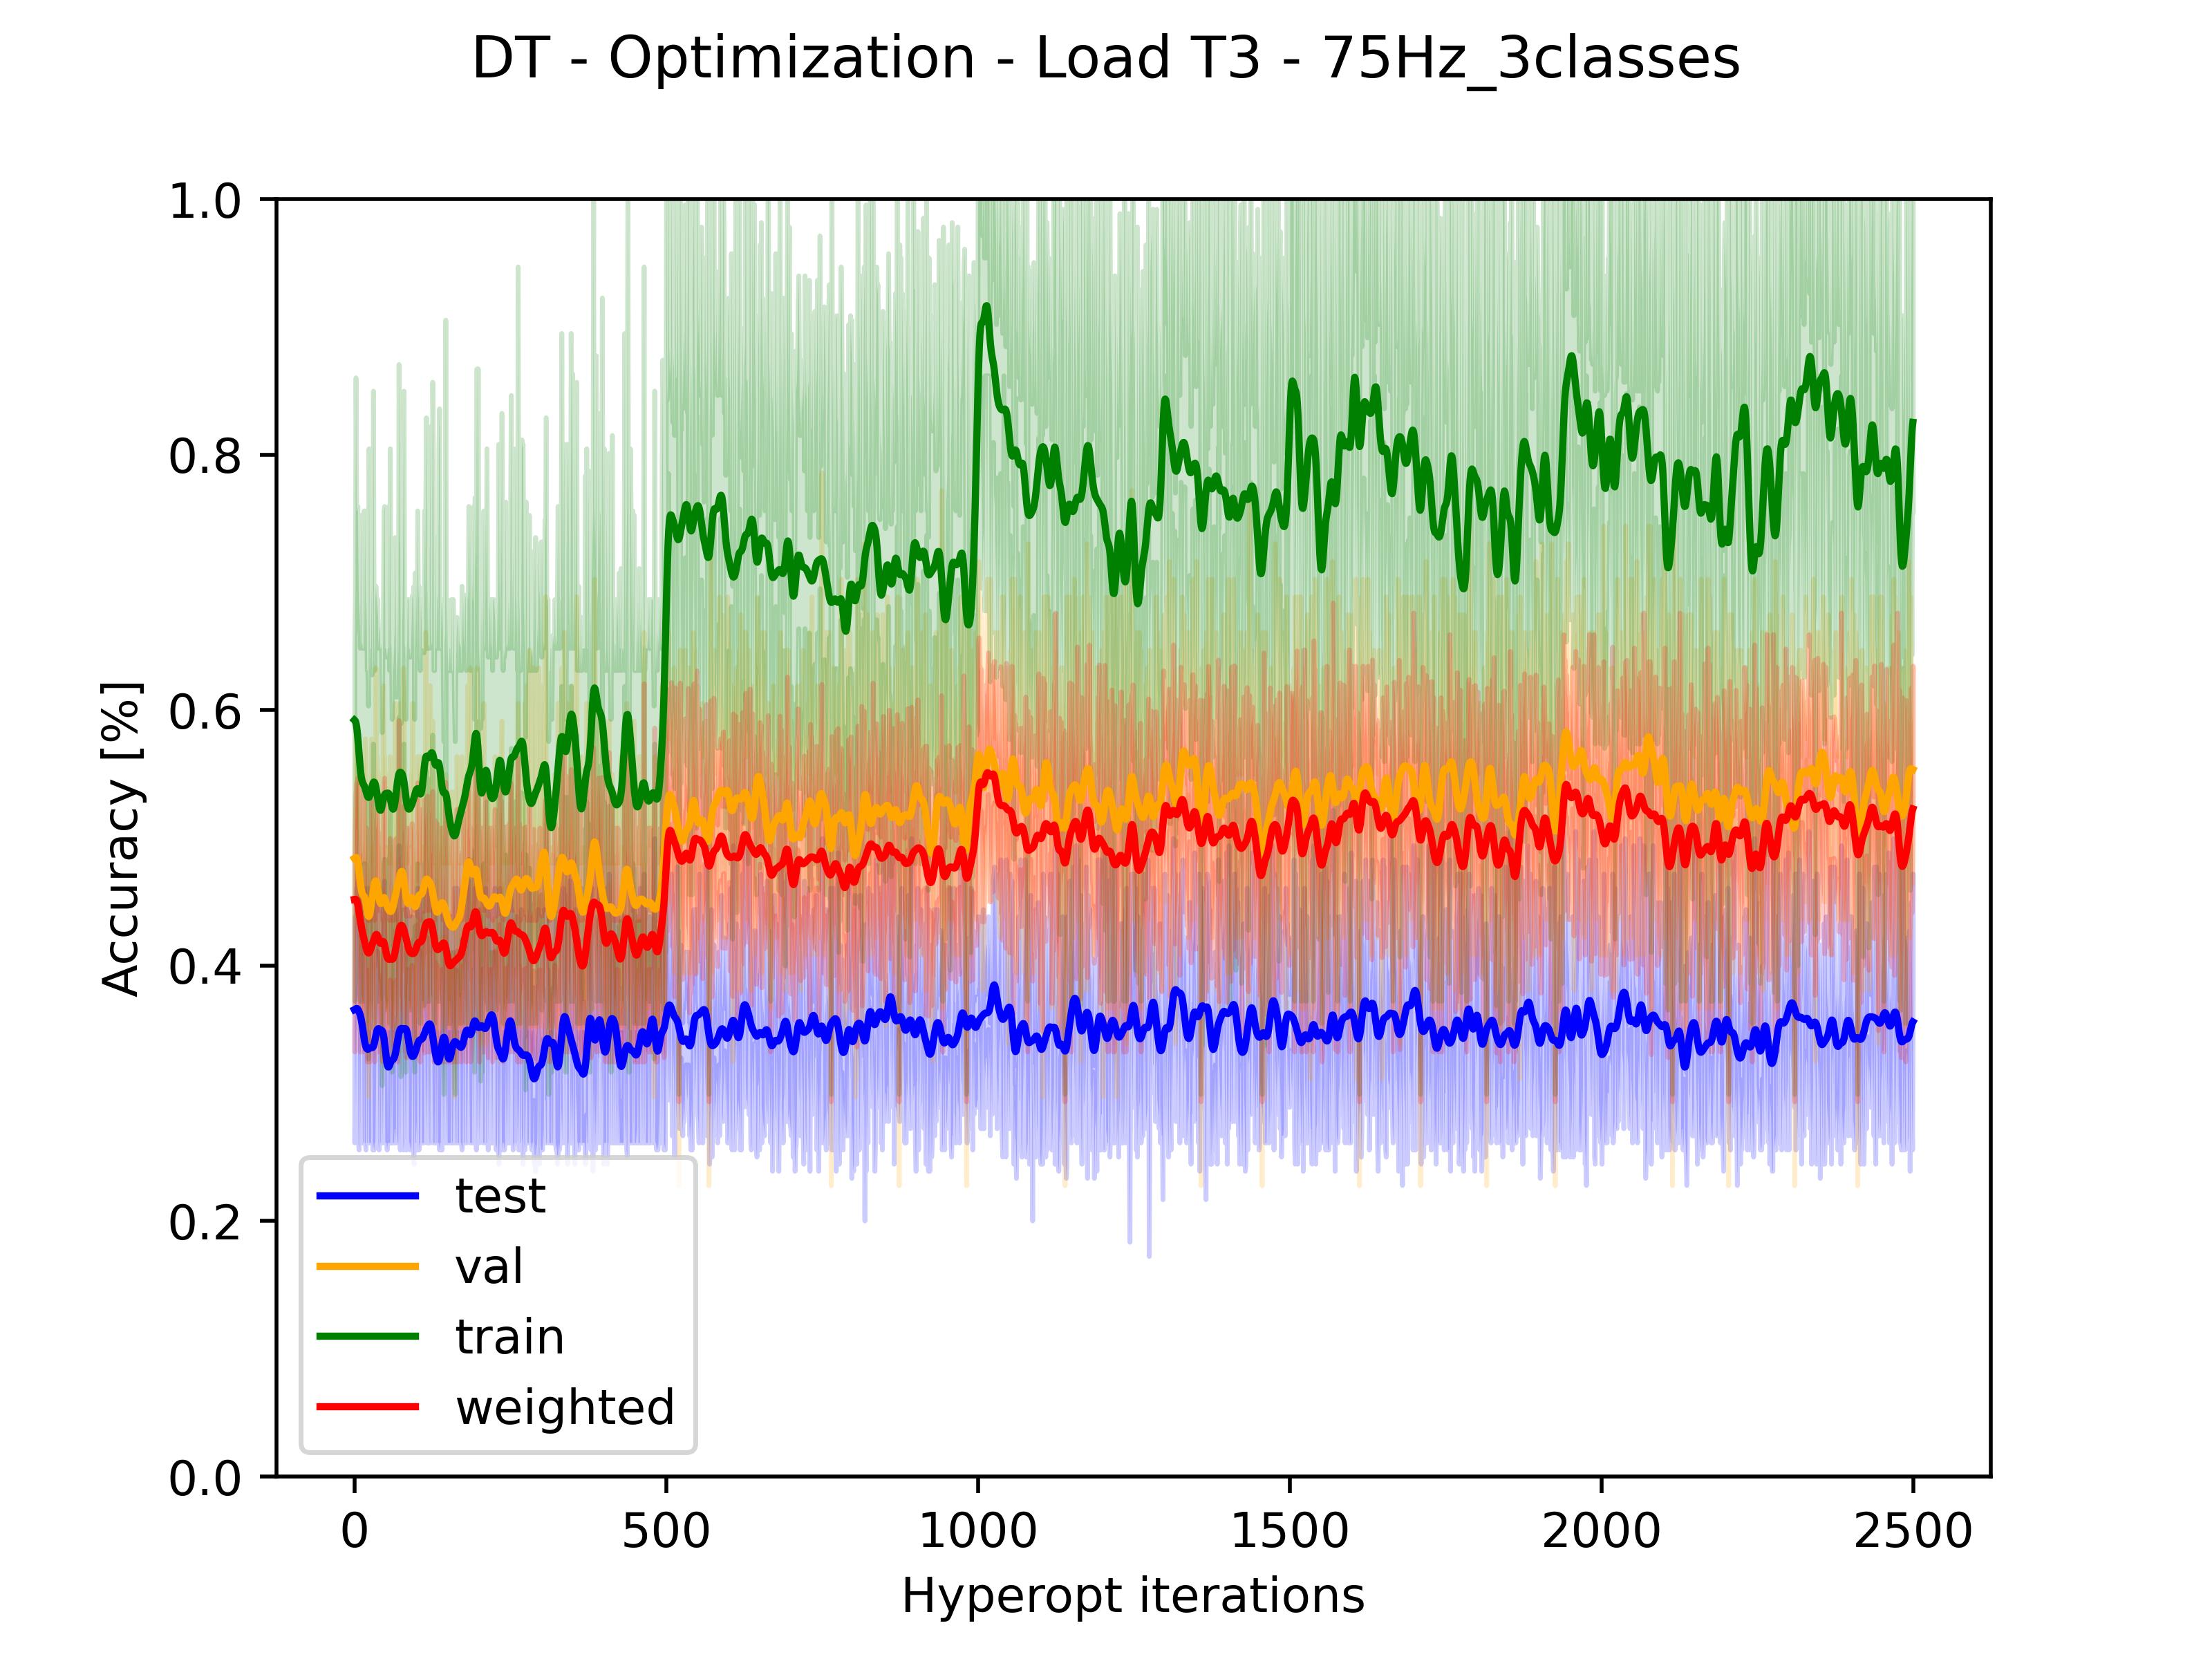 DT - Optimization - Load T3 - 75Hz_3classes
1.0
0.8
0.6
0.4
0.2
0.0
Accuracy [%]
test
val
train
weighted
0 500 1000 1500 2000 2500
Hyperopt iterations